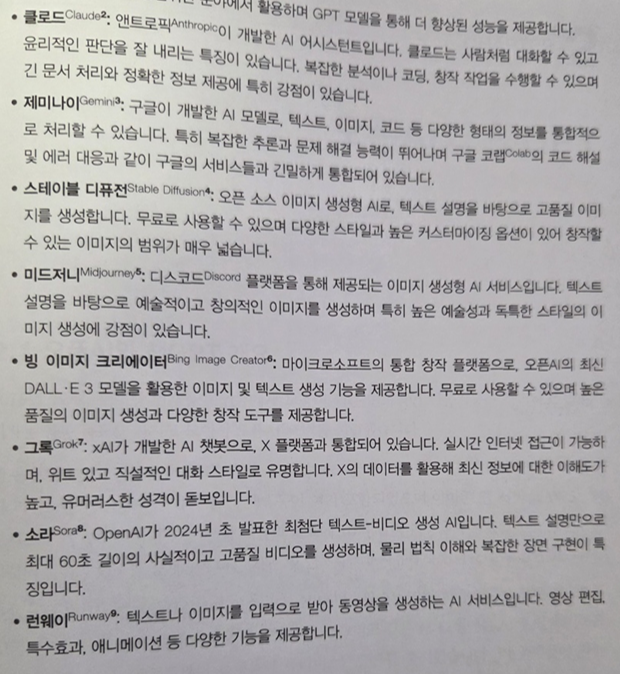 분야에서 활용하며 GPT 모델을 통해 더 향상된 성능을 제공합니다.
• 클로드Claude²: 앤트로픽Anthropic이 개발한 AI 어시스턴트입니다. 클로드는 사람처럼 대화할 수 있고
윤리적인 판단을 잘 내리는 특징이 있습니다. 복잡한 분석이나 코딩, 창작 작업을 수행할 수 있으며
긴 문서 처리와 정확한 정보 제공에 특히 강점이 있습니다.
• 제미나이Gemini³: 구글이 개발한 AI 모델로, 텍스트, 이미지, 코드 등 다양한 형태의 정보를 통합적으
로 처리할 수 있습니다. 특히 복잡한 추론과 문제 해결 능력이 뛰어나며 구글 코랩Colab의 코드 해설
및 에러 대응과 같이 구글의 서비스들과 긴밀하게 통합되어 있습니다.
• 스테이블 디퓨전Stable Diffusion⁴: 오픈 소스 이미지 생성형 AI로, 텍스트 설명을 바탕으로 고품질 이미
지를 생성합니다. 무료로 사용할 수 있으며 다양한 스타일과 높은 커스터마이징 옵션이 있어 창작할
수 있는 이미지의 범위가 매우 넓습니다.
• 미드저니Midjourney⁵: 디스코드Discord 플랫폼을 통해 제공되는 이미지 생성형 AI 서비스입니다. 텍스트
설명을 바탕으로 예술적이고 창의적인 이미지를 생성하며 특히 높은 예술성과 독특한 스타일의 이
미지 생성에 강점이 있습니다.
• 빙 이미지 크리에이터Bing Image Creator⁶: 마이크로소프트의 통합 창작 플랫폼으로, 오픈AI의 최신
DALL·E 3 모델을 활용한 이미지 및 텍스트 생성 기능을 제공합니다. 무료로 사용할 수 있으며 높은
품질의 이미지 생성과 다양한 창작 도구를 제공합니다.
• 그록Grok⁷: xAI가 개발한 AI 챗봇으로, X 플랫폼과 통합되어 있습니다. 실시간 인터넷 접근이 가능하
며, 위트 있고 직설적인 대화 스타일로 유명합니다. X의 데이터를 활용해 최신 정보에 대한 이해도가
높고, 유머러스한 성격이 돋보입니다.
• 소라Sora⁸: OpenAI가 2024년 초 발표한 최첨단 텍스트-비디오 생성 AI입니다. 텍스트 설명만으로
최대 60초 길이의 사실적이고 고품질 비디오를 생성하며, 물리 법칙 이해와 복잡한 장면 구현이 특
징입니다.
• 런웨이Runway⁹: 텍스트나 이미지를 입력으로 받아 동영상을 생성하는 AI 서비스입니다. 영상 편집,
특수효과, 애니메이션 등 다양한 기능을 제공합니다.